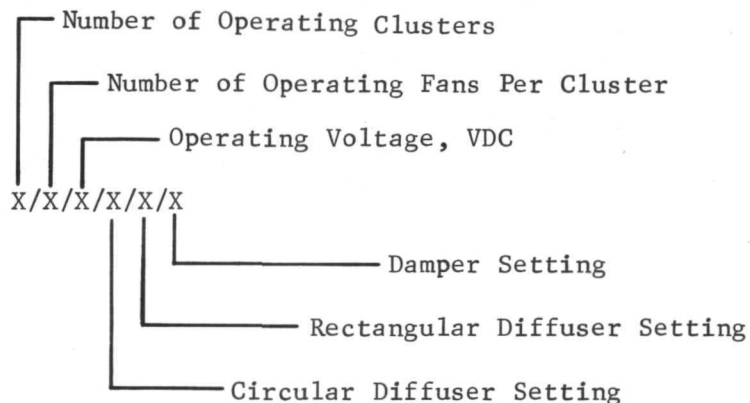 Number of Operating Clusters
Number of Operating Fans Per Cluster
Operating Voltage, VDC
X/X/X/X/X/X
Damper Setting
Rectangular Diffuser Setting
Circular Diffuser Setting